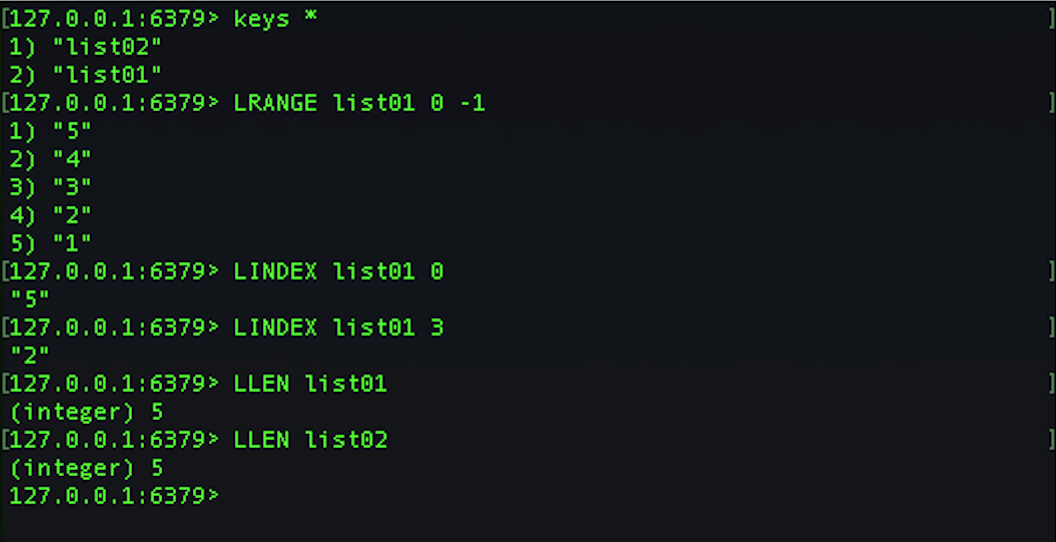 [127.0.0.1:6379> keys * ]
1) "list02"
2) "list01"
[127.0.0.1:6379> LRANGE list01 0 -1 ]
1) "5"
2) "4"
3) "3"
4) "2"
5) "1"
[127.0.0.1:6379> LINDEX list01 0 ]
"5"
[127.0.0.1:6379> LINDEX list01 3 ]
"2"
[127.0.0.1:6379> LLEN list01 ]
(integer) 5
[127.0.0.1:6379> LLEN list02 ]
(integer) 5
127.0.0.1:6379>